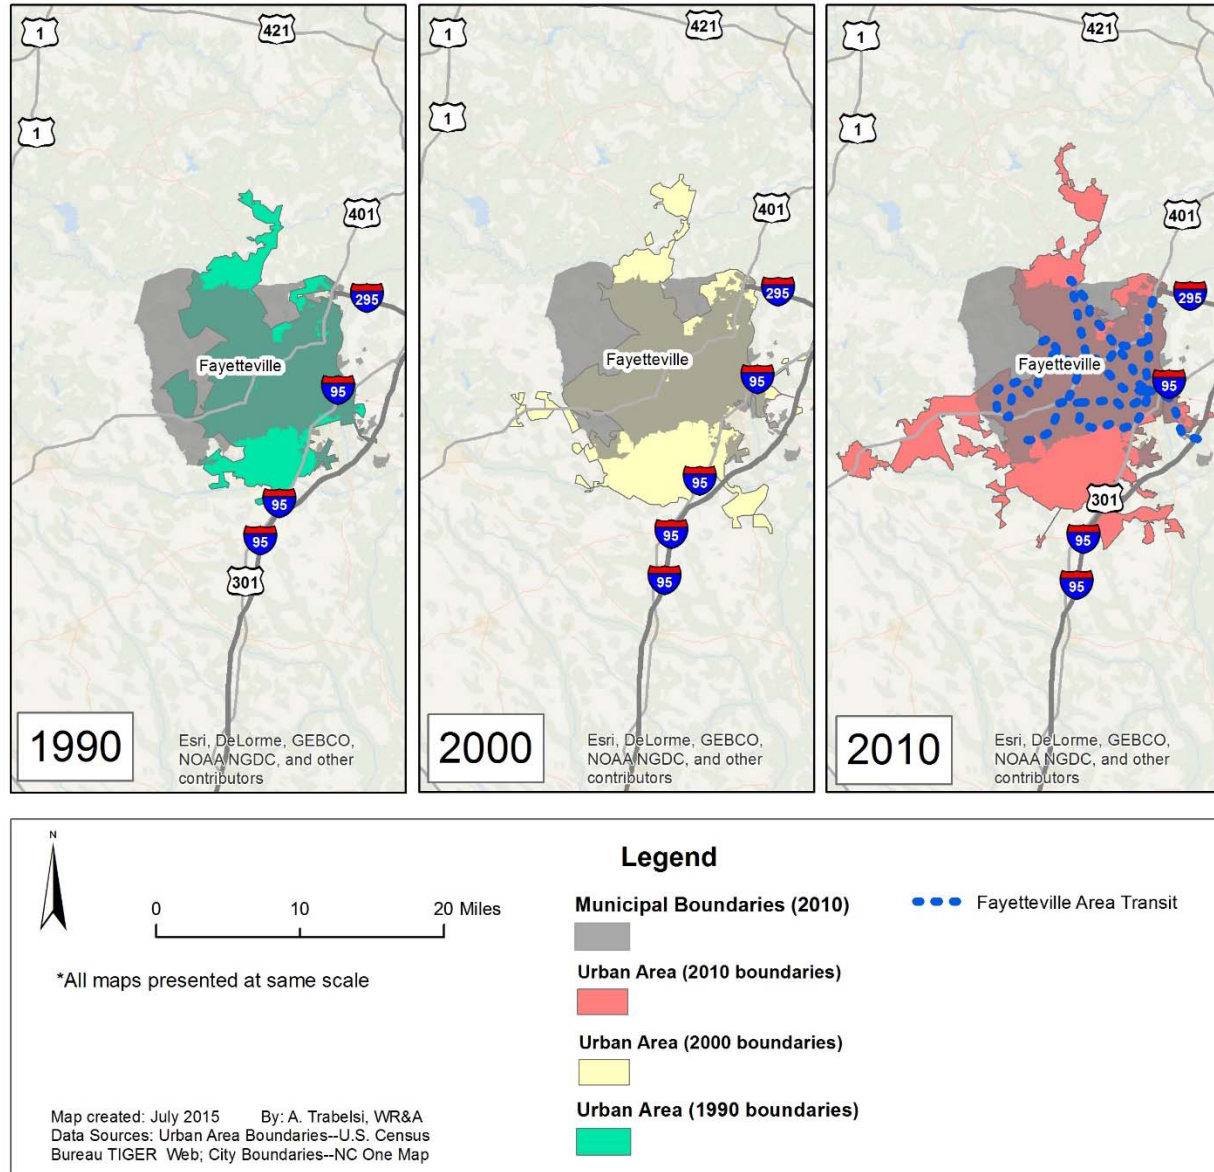 1
421
1
401
295
Fayetteville
95
95
95
301
1990
Esri, DeLorme, GEBCO,
NOAA NGDC, and other
contributors
1
421
1
401
295
Fayetteville
95
95
95
95
2000
Esri, DeLorme, GEBCO,
NOAA NGDC, and other
contributors
1
421
1
401
295
Fayetteville
95
301
95
95
2010
Esri, DeLorme, GEBCO,
NOAA NGDC, and other
contributors
N
0 10 20 Miles
*All maps presented at same scale
Map created: July 2015 By: A. Trabelsi, WR&A
Data Sources: Urban Area Boundaries--U.S. Census
Bureau TIGER Web; City Boundaries--NC One Map
Legend
Municipal Boundaries (2010)
Urban Area (2010 boundaries)
Urban Area (2000 boundaries)
Urban Area (1990 boundaries)
Fayetteville Area Transit